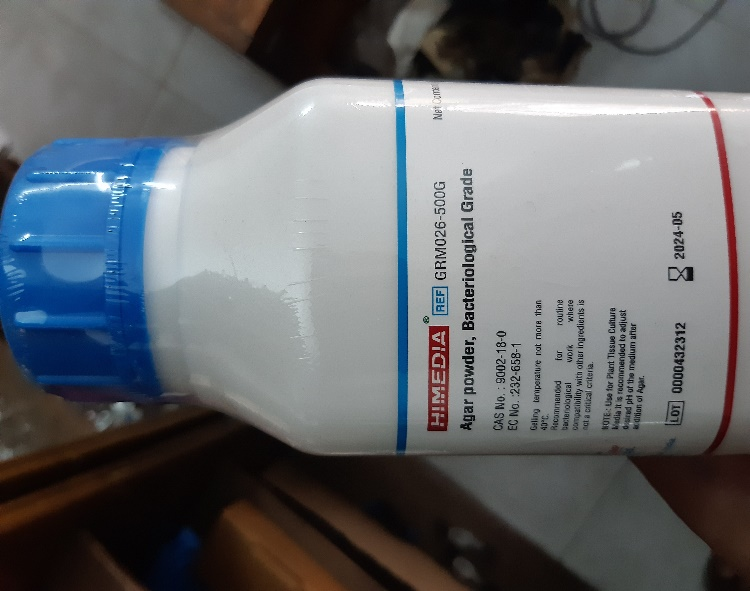 Net Conten
HIMEDIA® REF GRM026-500G
Agar powder, Bacteriological Grade
CAS No. : 9002-18-0
EC No. :232-658-1
Gelling temperature not more than
40°C.
Recommended for routine
bacteriological work where
compatibility with other ingredients is
not a critical criteria.
NOTE: Use for Plant Tissue Culture
Media it is recommended to adjust
desired pH of the medium after
addition of Agar.
LOT 0000432312 2024-05